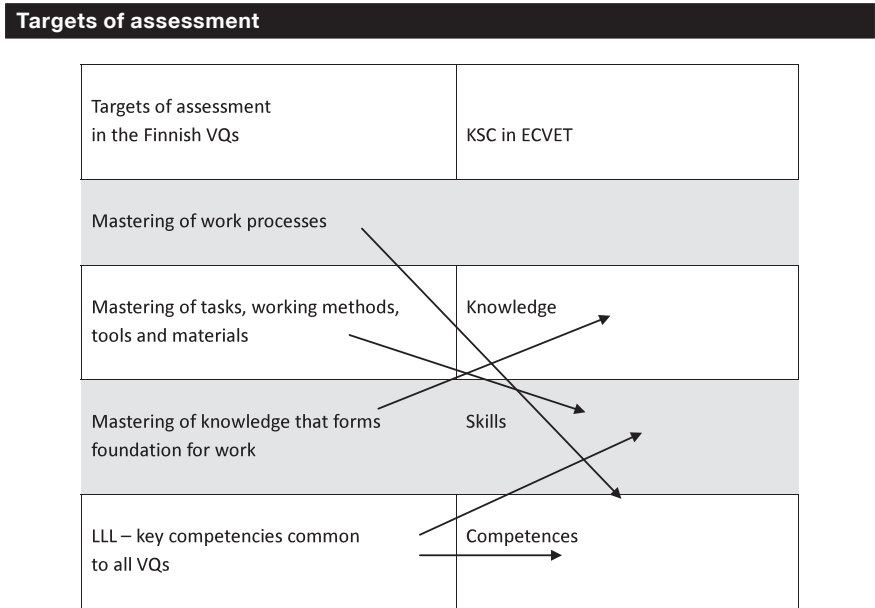 Targets of assessment
Targets of assessment
in the Finnish VQs
KSC in ECVET
Mastering of work processes
Mastering of tasks, working methods,
tools and materials
Knowledge
Mastering of knowledge that forms
foundation for work
Skills
LLL – key competencies common
to all VQs
Competences